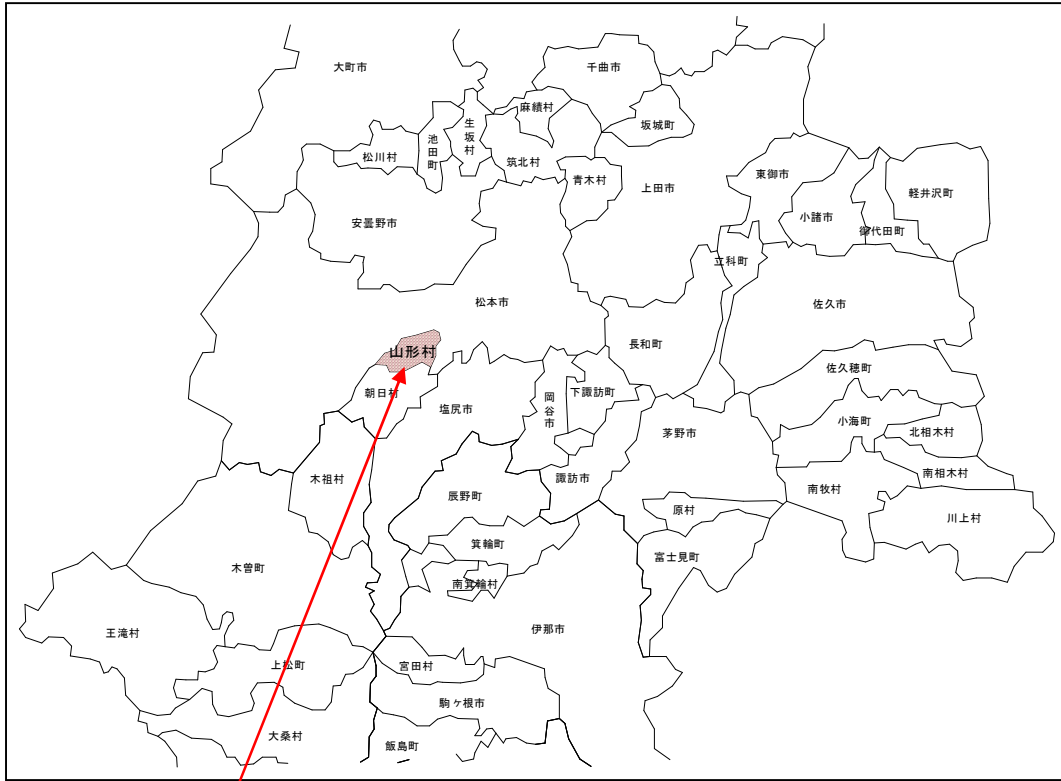 大町市
千曲市
麻績村
坂城町
生坂村
池田町
松川村
筑北村
青木村
上田市
東御市
軽井沢町
小諸市
御代田町
安曇野市
立科町
松本市
佐久市
長和町
山形村
朝日村
塩尻市
岡谷市
下諏訪町
佐久穂町
小海町
北相木村
茅野市
南相木村
木祖村
諏訪市
南牧村
辰野町
原村
川上村
箕輪町
富士見町
木曽町
南箕輪村
王滝村
伊那市
上松町
宮田村
駒ヶ根市
大桑村
飯島町